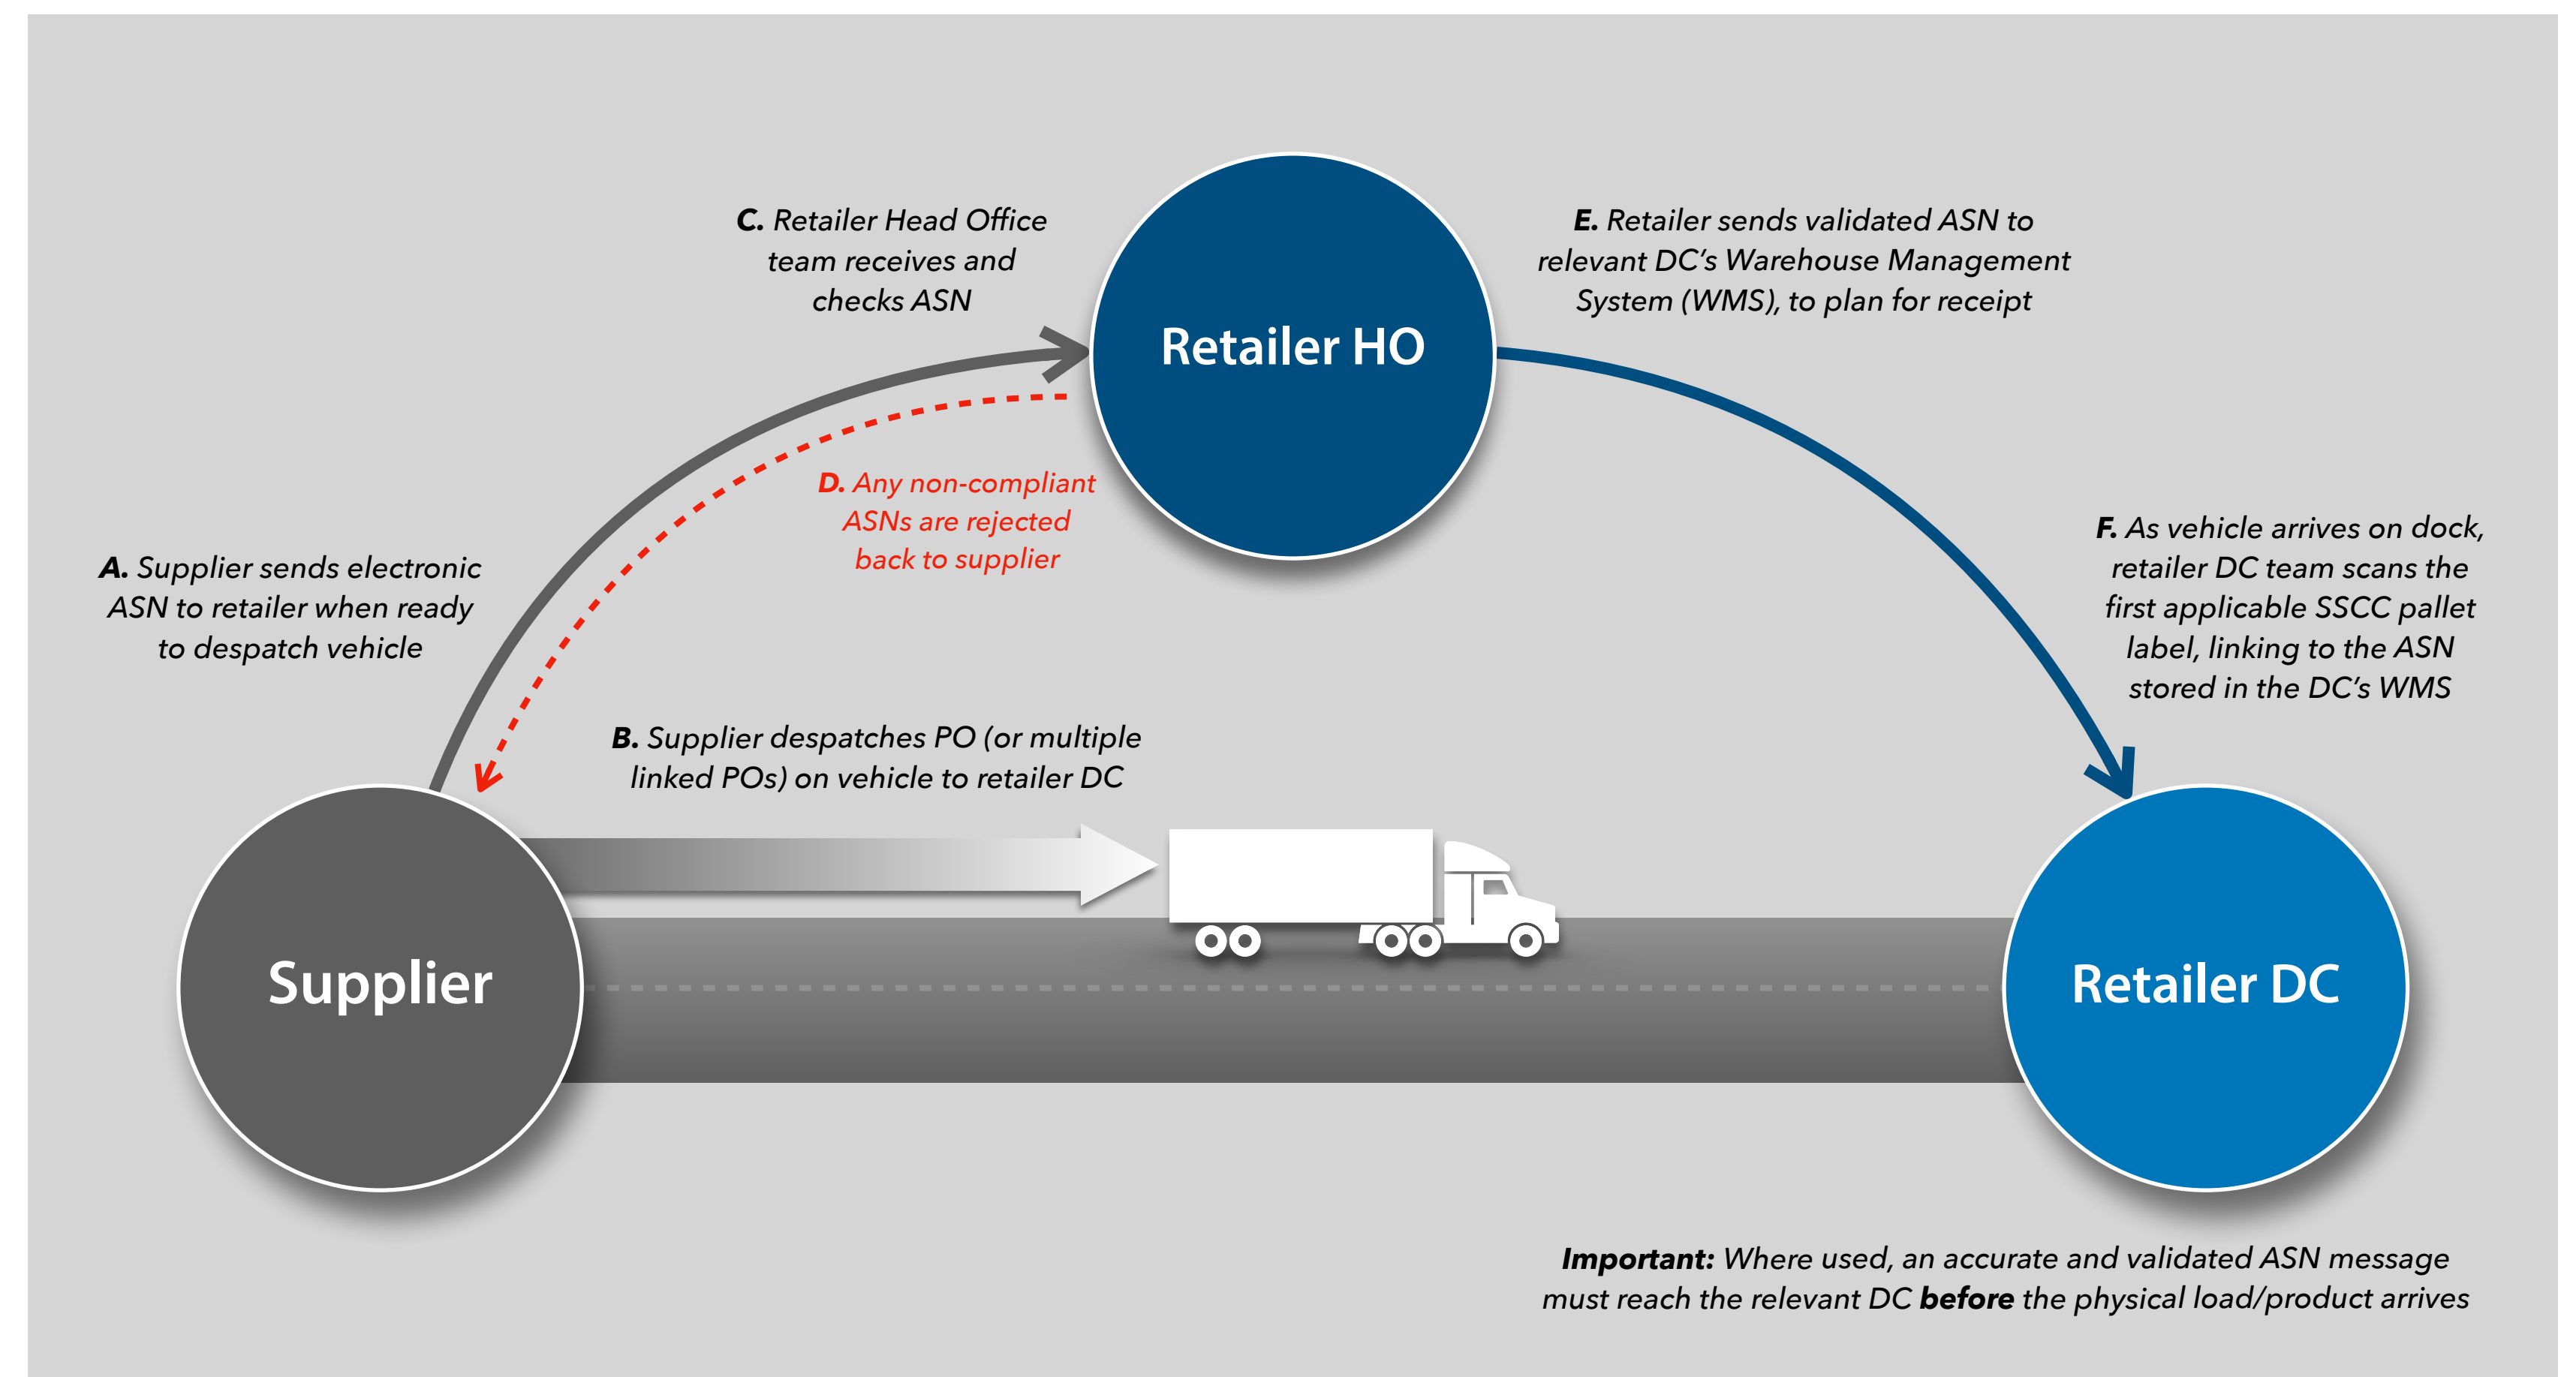 C. Retailer Head Office
team receives and
checks ASN
E. Retailer sends validated ASN to
relevant DC’s Warehouse Management
System (WMS), to plan for receipt
Retailer HO
D. Any non-compliant
ASNs are rejected
back to supplier
A. Supplier sends electronic
ASN to retailer when ready
to despatch vehicle
F. As vehicle arrives on dock,
retailer DC team scans the
first applicable SSCC pallet
label, linking to the ASN
stored in the DC’s WMS
B. Supplier despatches PO (or multiple
linked POs) on vehicle to retailer DC
Supplier
Retailer DC
Important: Where used, an accurate and validated ASN message
must reach the relevant DC before the physical load/product arrives